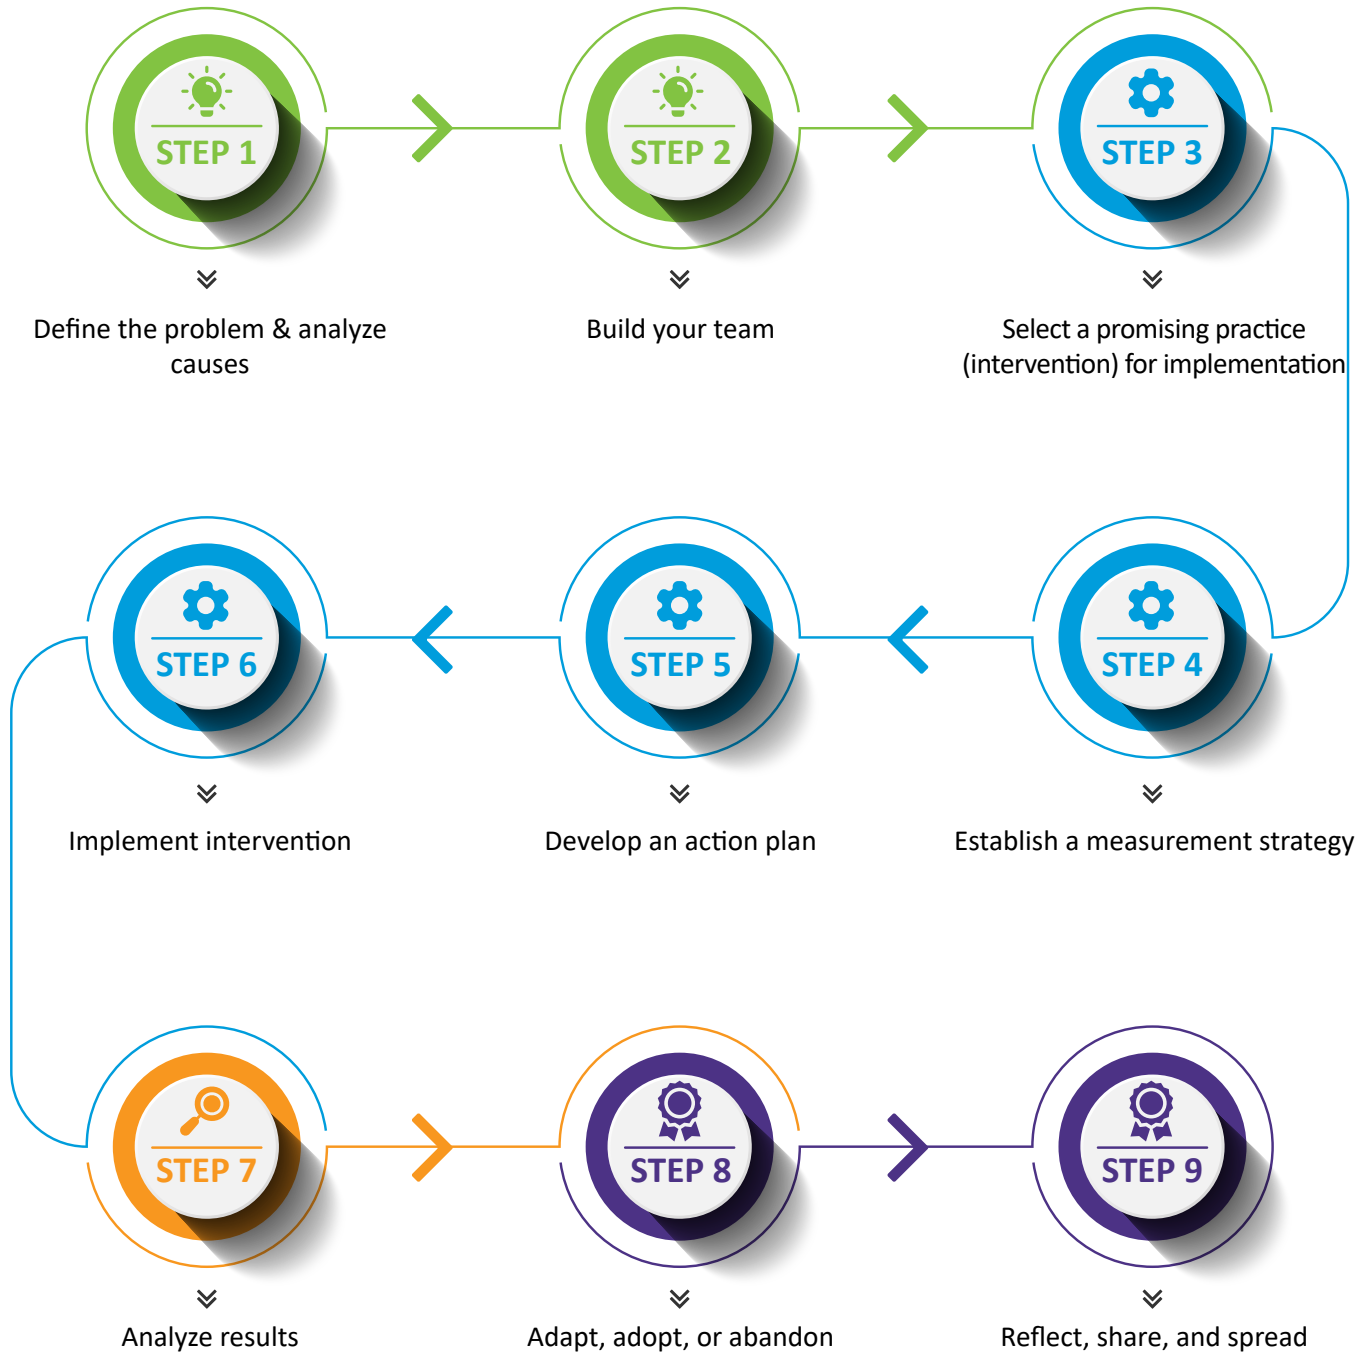 STEP 1
Define the problem & analyze
causes
STEP 2
Build your team
STEP 3
Select a promising practice
(intervention) for implementation
STEP 4
Establish a measurement strategy
STEP 5
Develop an action plan
STEP 6
Implement intervention
STEP 7
Analyze results
STEP 8
Adapt, adopt, or abandon
STEP 9
Reflect, share, and spread